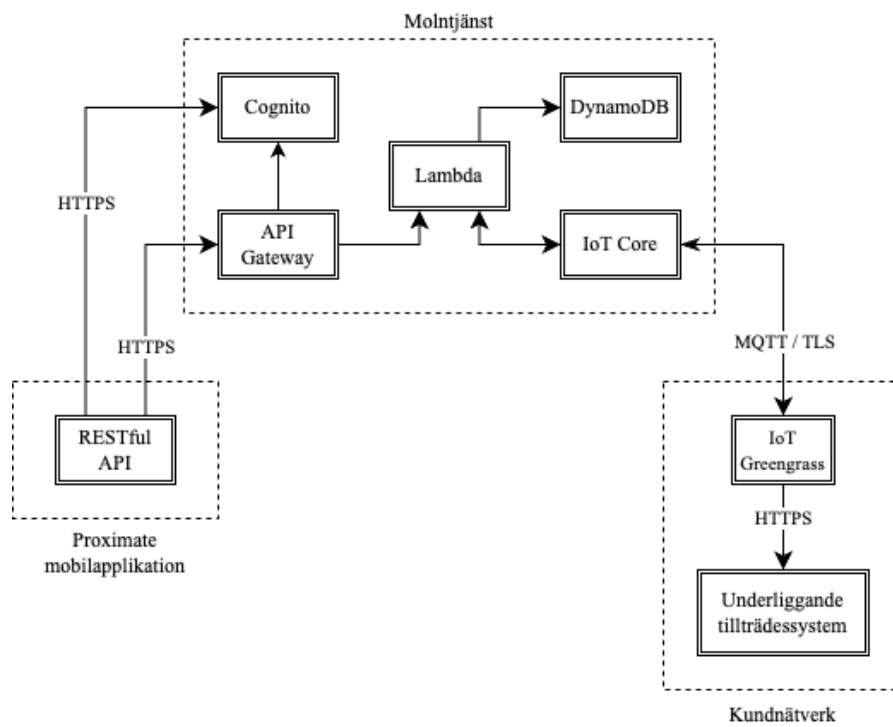 Molntjänst
Cognito
DynamoDB
Lambda
HTTPS
API
Gateway
IoT Core
HTTPS
MQTT / TLS
RESTful
API
IoT
Greengrass
HTTPS
Proximate
mobilapplikation
Underliggande
tillträdessystem
Kundnätverk